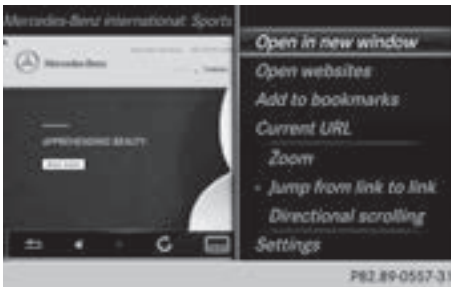 Mercedes-Benz international: Sports
Mercedes-Benz
APPREHENDING BEAUTY
Open in new window
Open websites
Add to bookmarks
Current URL
Zoom
Jump from link to link
Directional scrolling
Settings
P82.89-0557-31